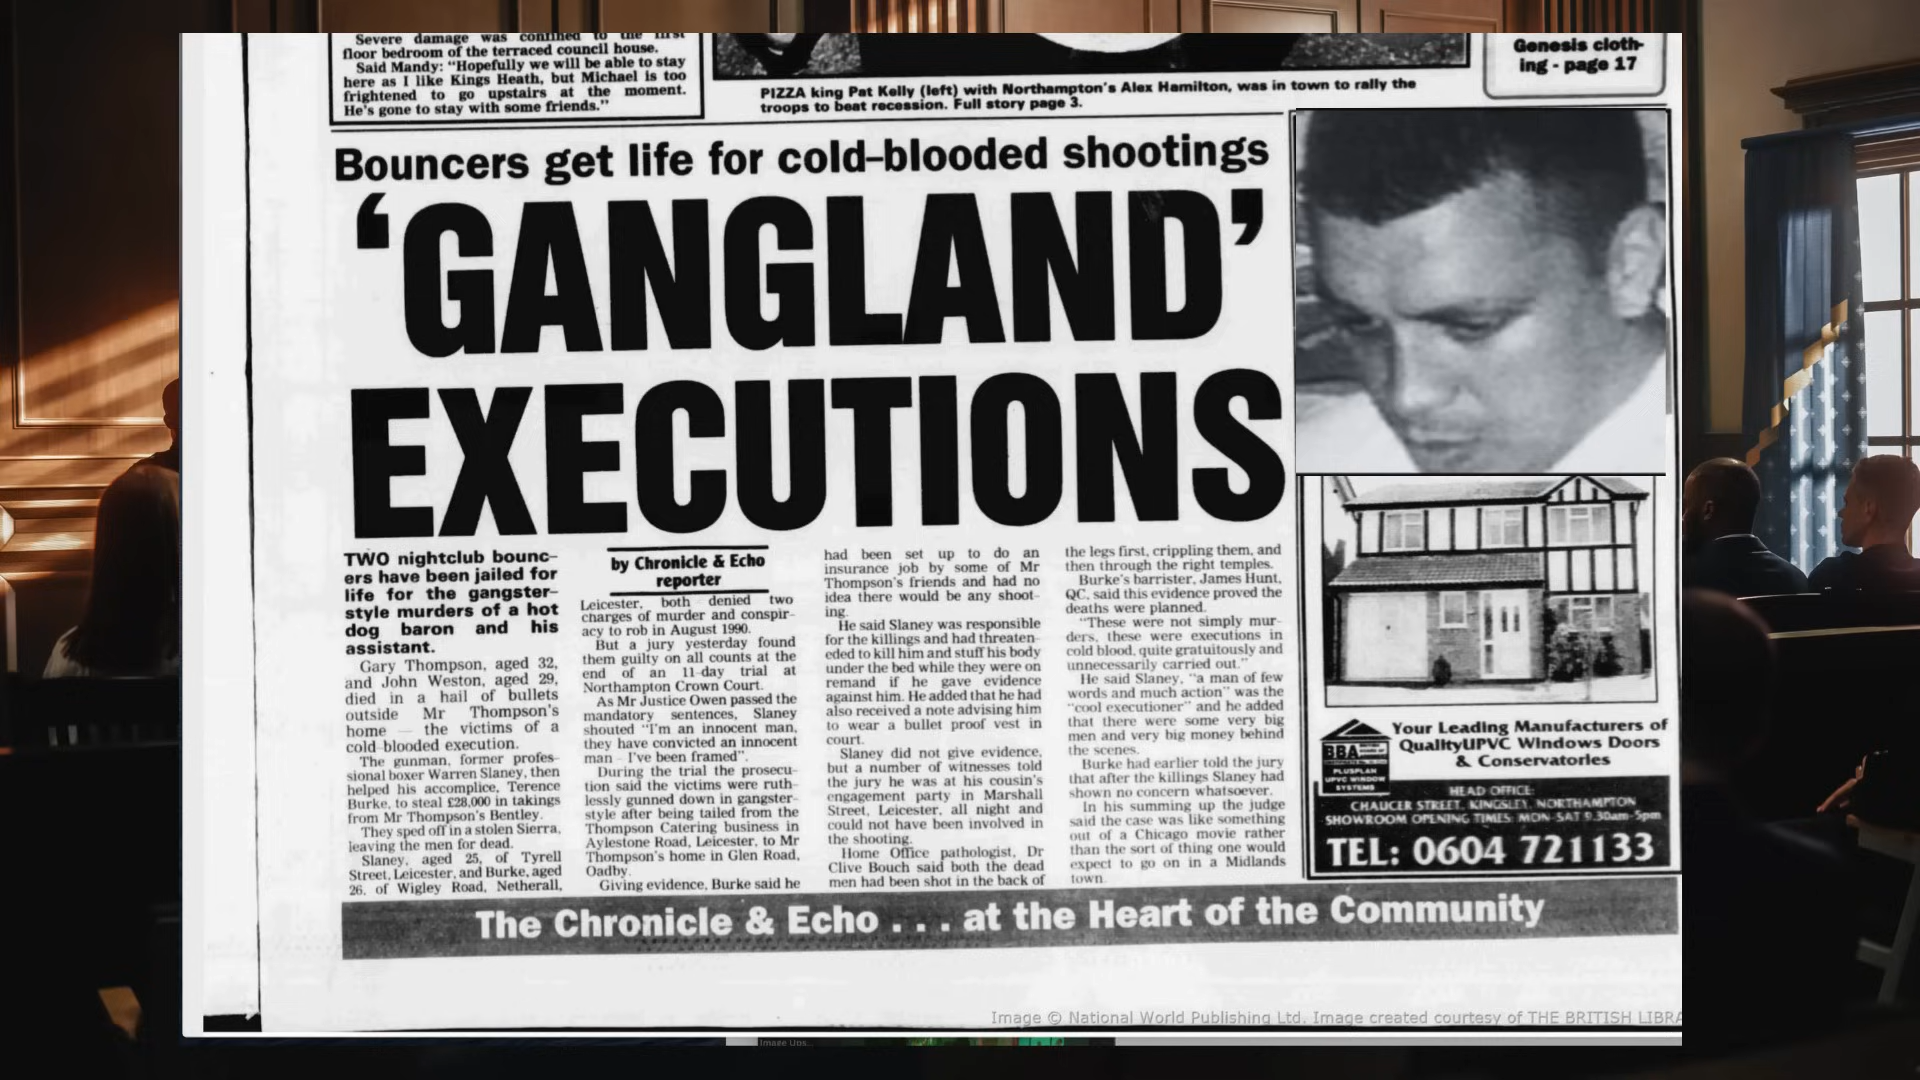 Severe damage was confined to the first
floor bedroom of the terraced council house.
Said Mandy: “Hopefully we will be able to stay
here as I like Kings Heath, but Michael is too
frightened to go upstairs at the moment.
He's gone to stay with some friends.”
PIZZA king Pat Kelly (left) with Northampton's Alex Hamilton, was in town to rally the
troops to beat recession. Full story page 3.
Genesis cloth-
ing - page 17
Bouncers get life for cold-blooded shootings
‘GANGLAND’
EXECUTIONS
TWO nightclub bounc-
ers have been jailed for
life for the gangster-
style murders of a hot
dog baron and his
assistant.
Gary Thompson, aged 32,
and John Weston, aged 29,
died in a hail of bullets
outside Mr Thompson's
home — the victims of a
cold-blooded execution.
The gunman, former profes-
sional boxer Warren Slaney, then
helped his accomplice, Terence
Burke, to steal £28,000 in takings
from Mr Thompson's Bentley.
They sped off in a stolen Sierra,
leaving the men for dead.
Slaney, aged 25, of Tyrell
Street, Leicester, and Burke, aged
26, of Wigley Road, Netherall,
by Chronicle & Echo
reporter
Leicester, both denied two
charges of murder and conspir-
acy to rob in August 1990.
But a jury yesterday found
them guilty on all counts at the
end of an 11-day trial at
Northampton Crown Court.
As Mr Justice Owen passed the
mandatory sentences, Slaney
shouted “I'm an innocent man,
they have convicted an innocent
man - I've been framed”.
During the trial the prosecu-
tion said the victims were ruth-
lessly gunned down in gangster-
style after being tailed from the
Thompson Catering business in
Aylestone Road, Leicester, to Mr
Thompson's home in Glen Road,
Oadby.
Giving evidence, Burke said he
had been set up to do an
insurance job by some of Mr
Thompson's friends and had no
idea there would be any shoot-
ing.
He said Slaney was responsible
for the killings and had threaten-
eded to kill him and stuff his body
under the bed while they were on
remand if he gave evidence
against him. He added that he had
also received a note advising him
to wear a bullet proof vest in
court.
Slaney did not give evidence,
but a number of witnesses told
the jury he was at his cousin's
engagement party in Marshall
Street, Leicester, all night and
could not have been involved in
the shooting.
Home Office pathologist, Dr
Clive Bouch said both the dead
men had been shot in the back of
the legs first, crippling them, and
then through the right temples.
Burke's barrister, James Hunt,
QC, said this evidence proved the
deaths were planned.
“These were not simply mur-
ders, these were executions in
cold blood, quite gratuitously and
unnecessarily carried out.”
He said Slaney, “a man of few
words and much action” was the
“cool executioner” and he added
that there were some very big
men and very big money behind
the scenes.
Burke had earlier told the jury
that after the killings Slaney had
shown no concern whatsoever.
In his summing up the judge
said the case was like something
out of a Chicago movie rather
than the sort of thing one would
expect to go on in a Midlands
town.
BBA
PLUSPLAN
UPVC WINDOW
SYSTEMS
Your Leading Manufacturers of
QualityUPVC Windows Doors
& Conservatories
HEAD OFFICE:
CHAUCER STREET, KINGSLEY, NORTHAMPTON
SHOWROOM OPENING TIMES: MON-SAT 9.30am-5pm
TEL: 0604 721133
The Chronicle & Echo . . . at the Heart of the Community
Image © National World Publishing Ltd. Image created courtesy of THE BRITISH LIBRA
Image Ups...